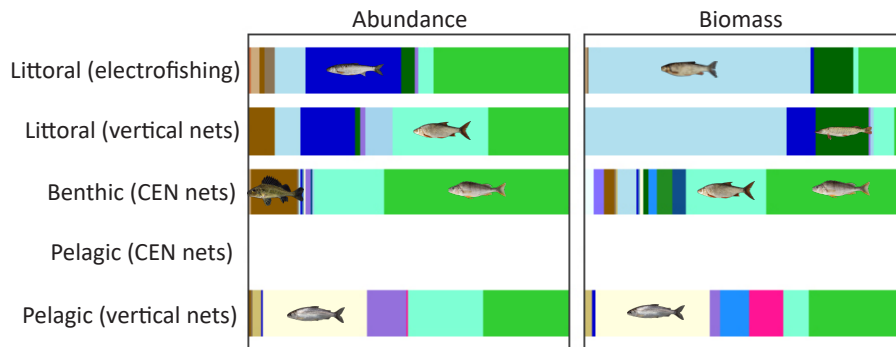 Abundance
Biomass
Littoral (electrofishing)
Littoral (vertical nets)
Benthic (CEN nets)
Pelagic (CEN nets)
Pelagic (vertical nets)